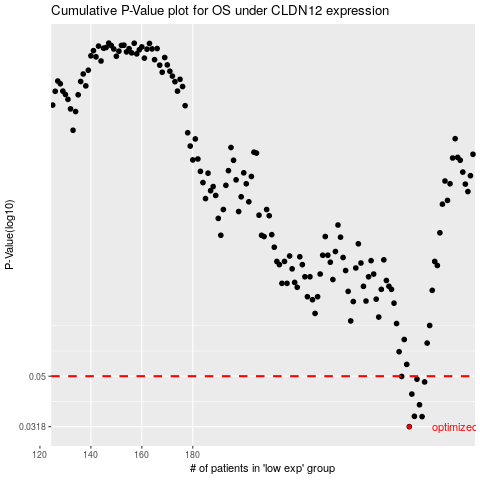 Cumulative P-Value plot for OS under CLDN12 expression
P-Value(log10)
0.05
0.0318
optimized
120 140 160 180
# of patients in 'low exp' group